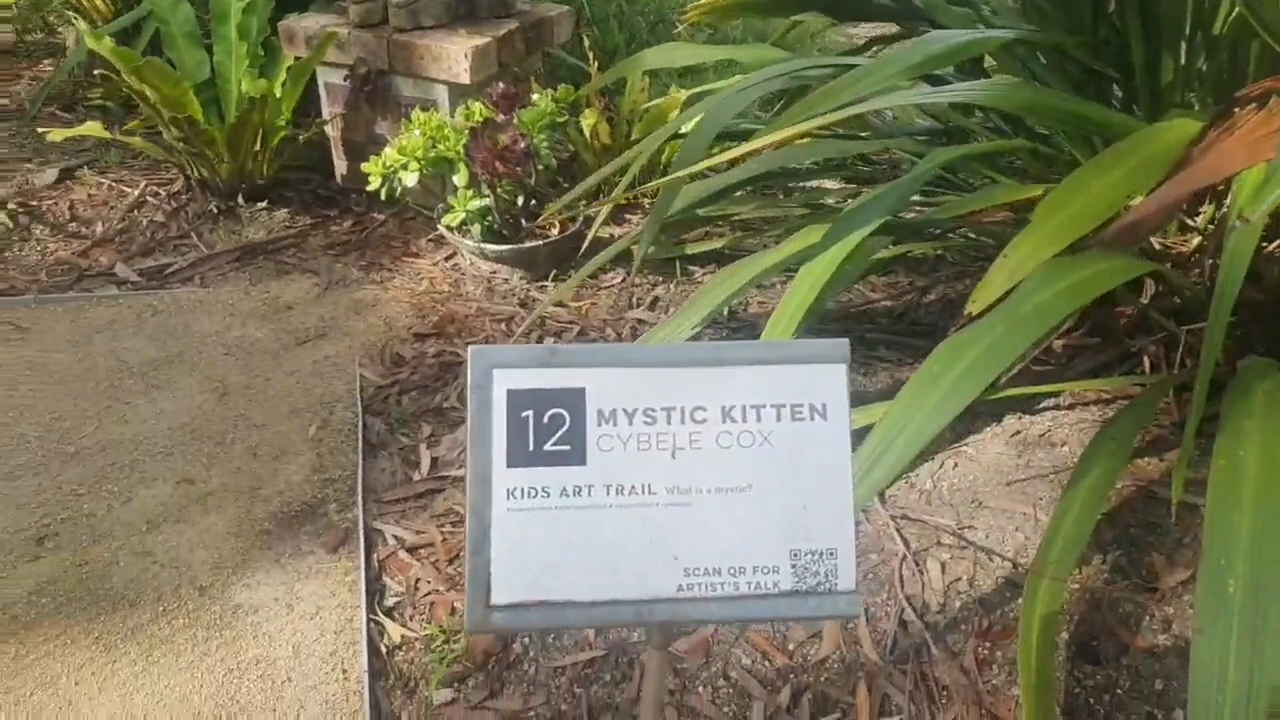 12
MYSTIC KITTEN
CYBELE COX
KIDS ART TRAIL What is a mystic?
SCAN QR FOR
ARTIST'S TALK